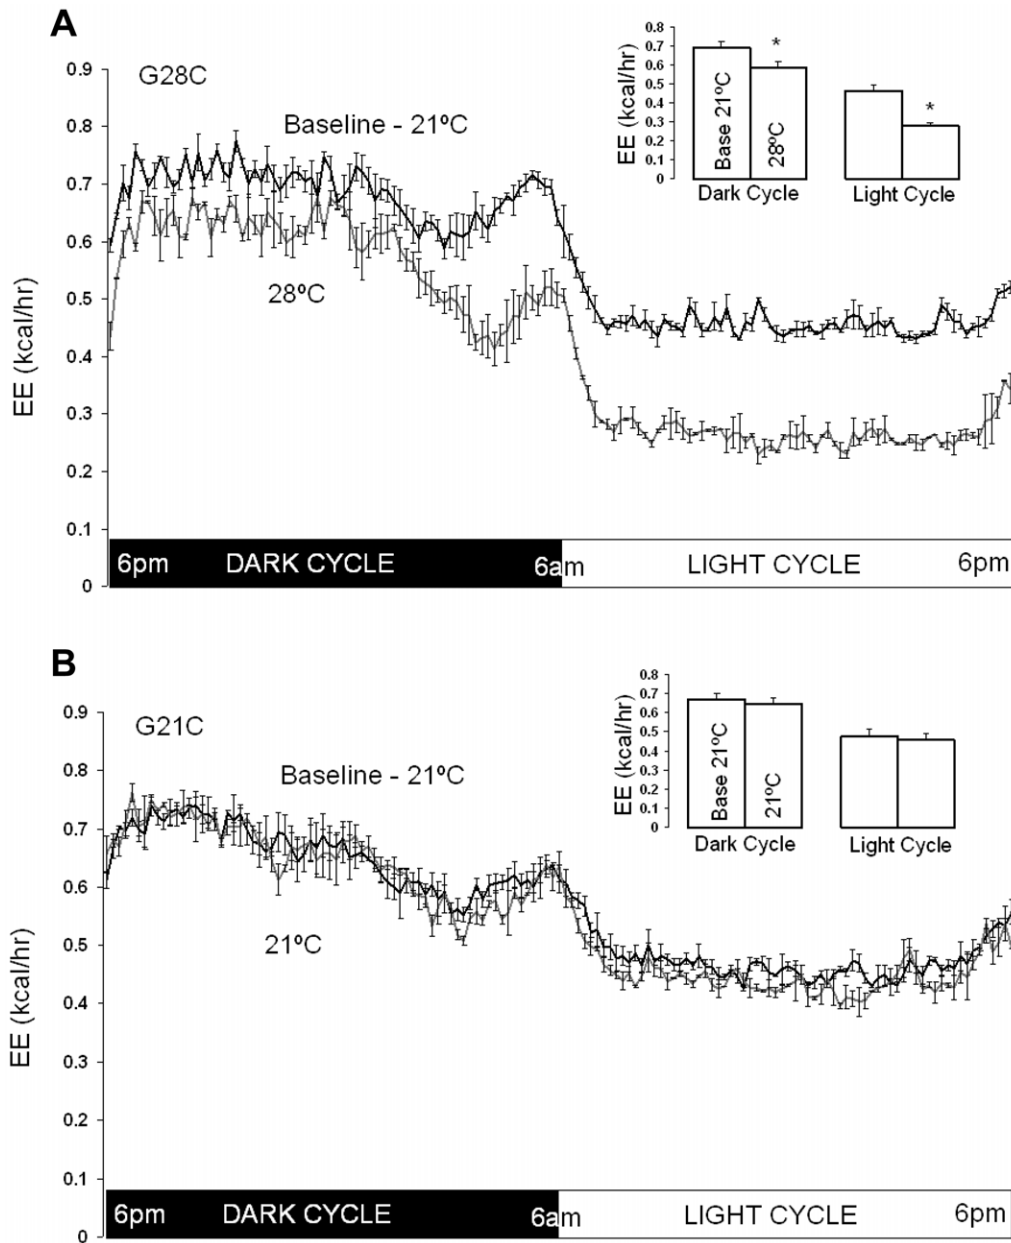 A
G28C
Baseline - 21ºC
28ºC
EE (kcal/hr)
0.9
0.8
0.7
0.6
0.5
0.4
0.3
0.2
0.1
0
6pm DARK CYCLE 6am LIGHT CYCLE 6pm
EE (kcal/hr)
0.8
0.7
0.6
0.5
0.4
0.3
0.2
0.1
0
Base 21ºC
28ºC
*
*
Dark Cycle Light Cycle
B
G21C
Baseline - 21ºC
21ºC
EE (kcal/hr)
0.9
0.8
0.7
0.6
0.5
0.4
0.3
0.2
0.1
0
6pm DARK CYCLE 6am LIGHT CYCLE 6pm
EE (kcal/hr)
0.8
0.7
0.6
0.5
0.4
0.3
0.2
0.1
0
Base 21ºC
21ºC
Dark Cycle Light Cycle